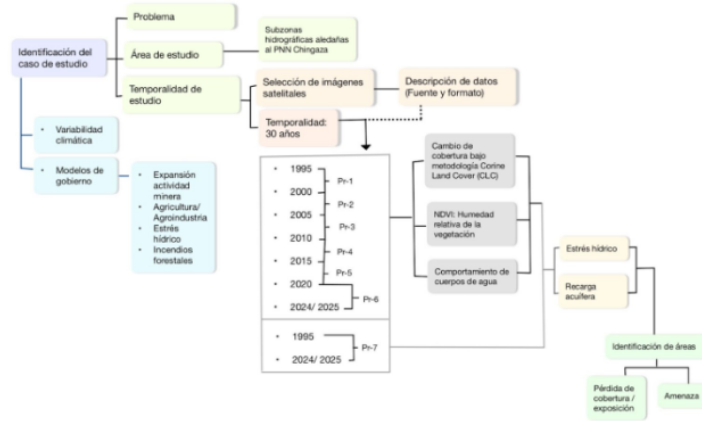 Identificación del
caso de estudio
Problema
Área de estudio
Temporalidad de
estudio
Subzonas
hidrográficas aledañas
al PNN Chingaza
Selección de imágenes
satelitales
Descripción de datos
(Fuente y formato)
Temporalidad:
30 años
• Variabilidad
climática
• Modelos de
gobierno
• Expansión
actividad
minera
• Agricultura/
Agroindustria
• Estrés
hídrico
• Incendios
forestales
• 1995
Pr-1
• 2000
Pr-2
• 2005
Pr-3
• 2010
Pr-4
• 2015
Pr-5
• 2020
Pr-6
• 2024/ 2025
• 1995
Pr-7
• 2024/ 2025
Cambio de
cobertura bajo
metodología Corine
Land Cover (CLC)
NDVI: Humedad
relativa de la
vegetación
Comportamiento de
cuerpos de agua
Estrés hídrico
Recarga
acuífera
Identificación de áreas
Pérdida de
cobertura /
exposición
Amenaza